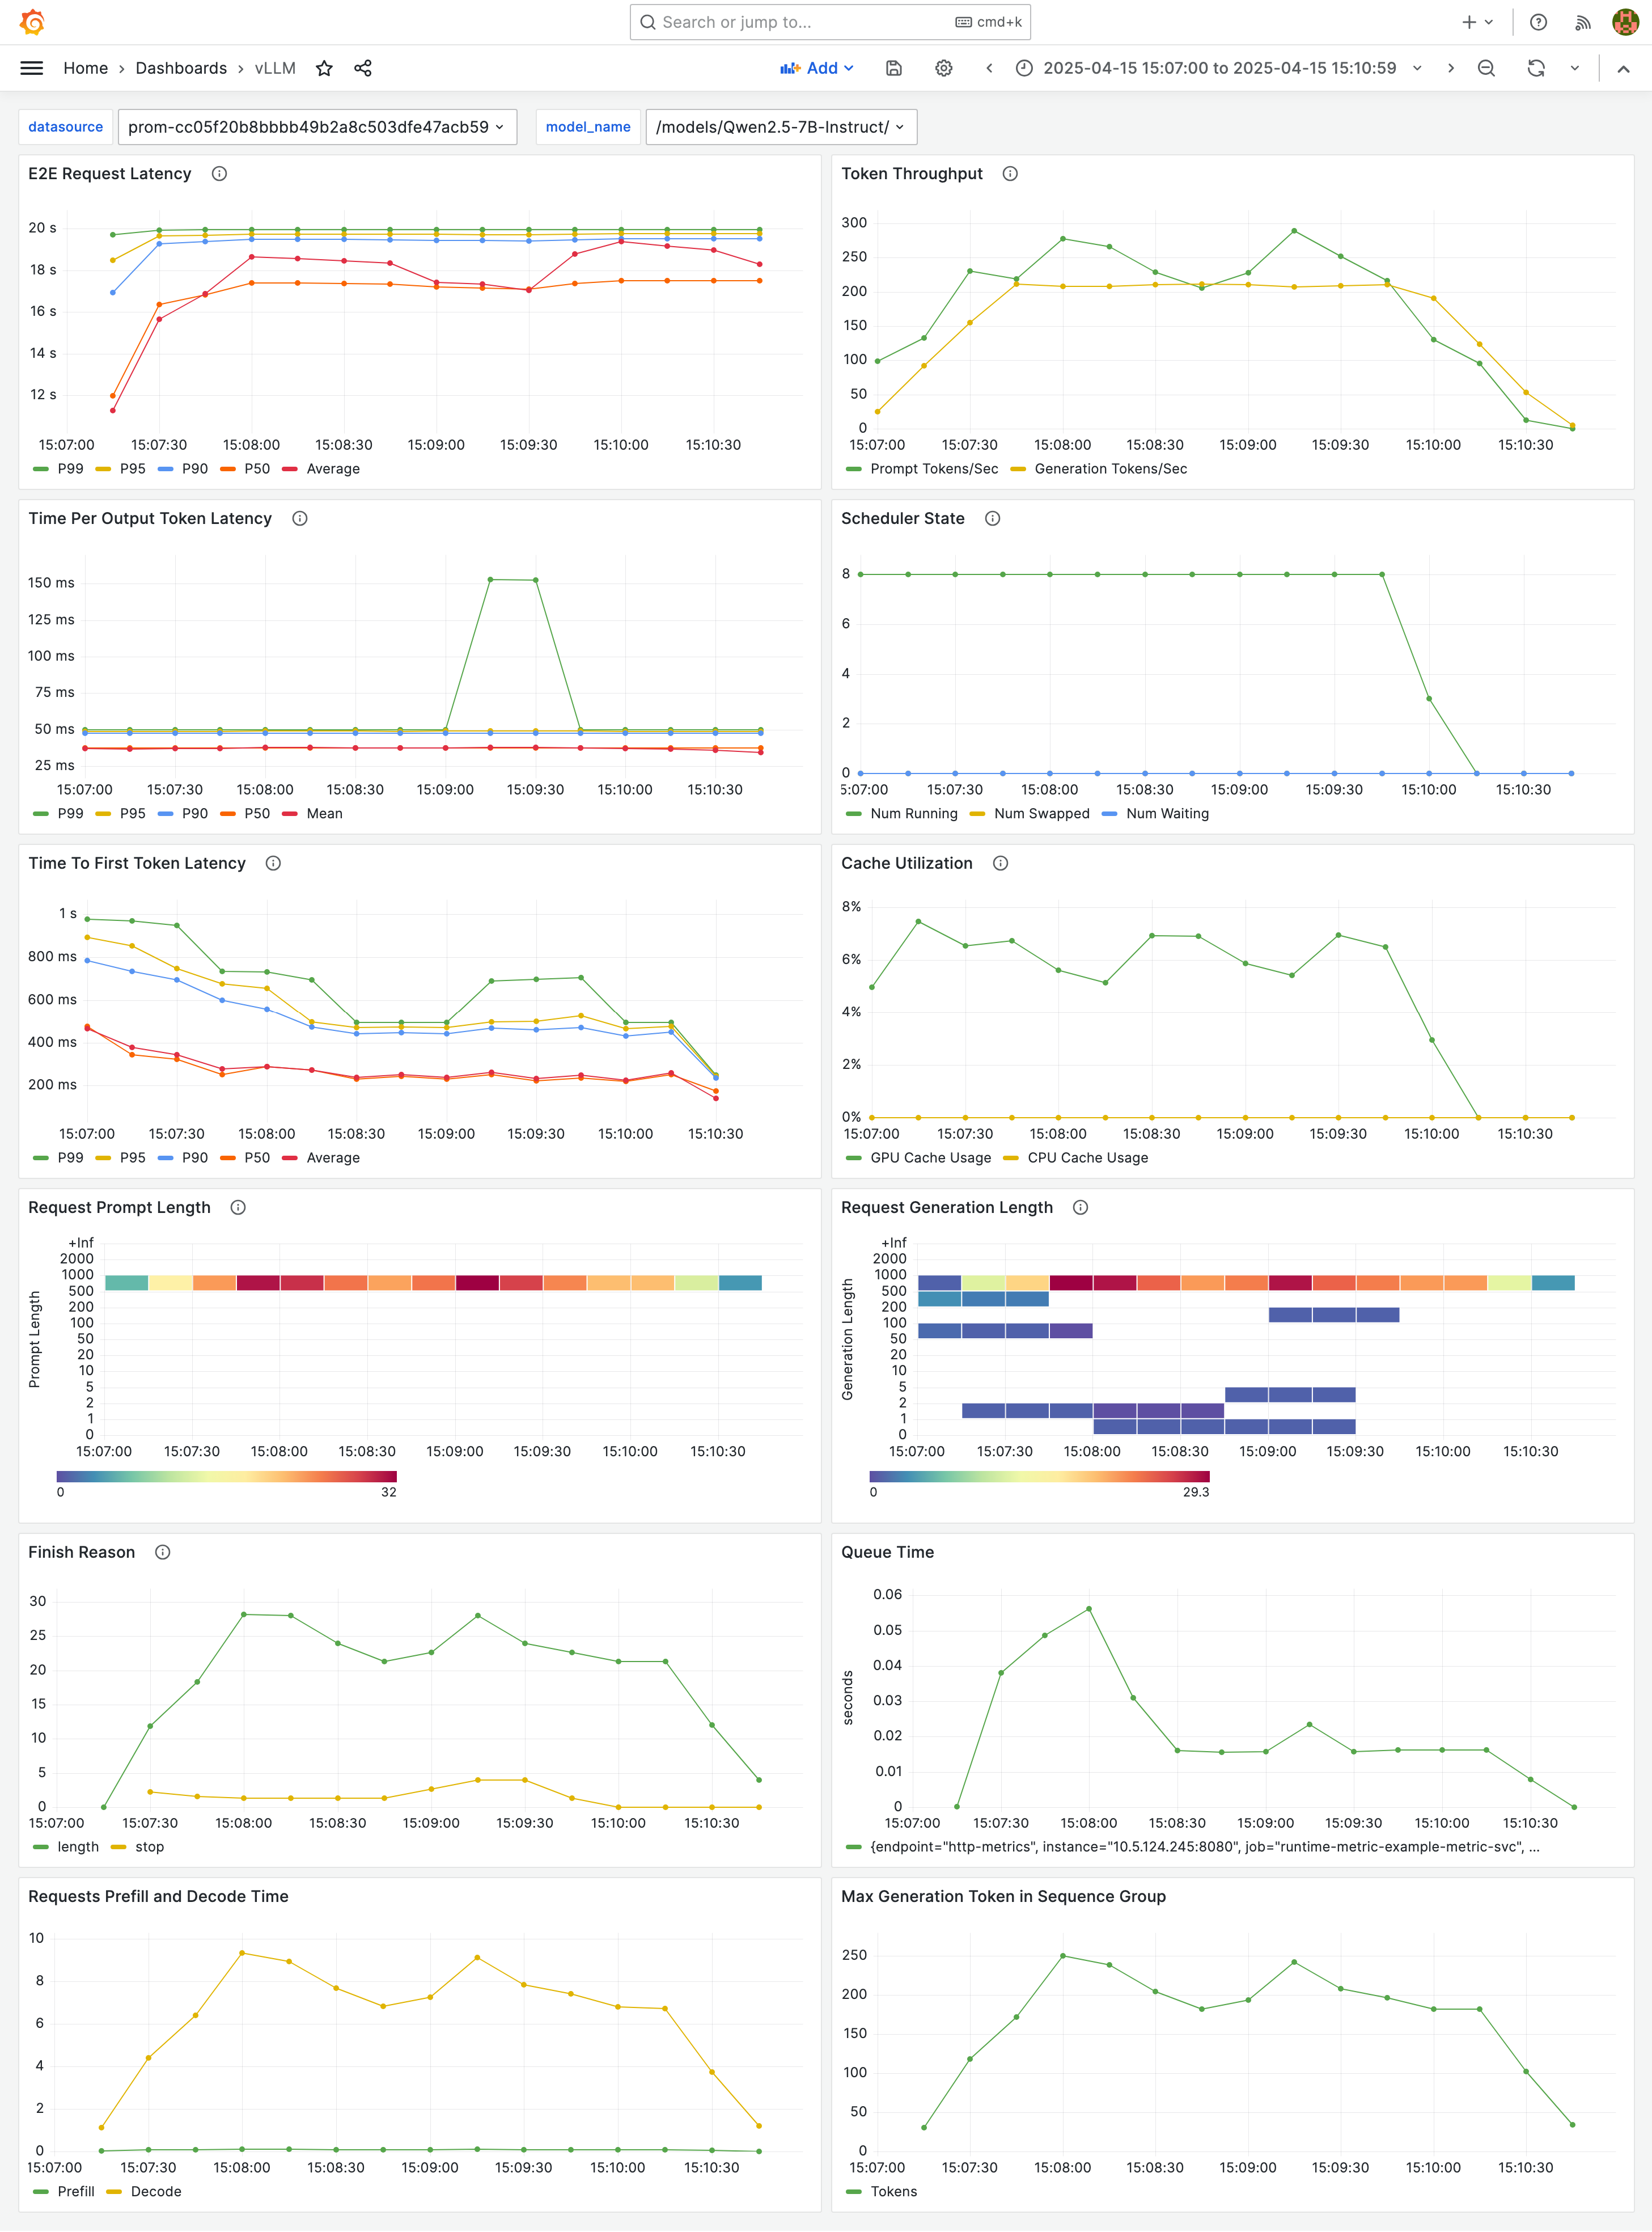 Search or jump to...
cmd+k
Home › Dashboards › vLLM
Add
2025-04-15 15:07:00 to 2025-04-15 15:10:59
datasource
prom-cc05f20b8bbbb49b2a8c503dfe47acb59
model_name
/models/Qwen2.5-7B-Instruct/
E2E Request Latency
20 s
18 s
16 s
14 s
12 s
15:07:00 15:07:30 15:08:00 15:08:30 15:09:00 15:09:30 15:10:00 15:10:30
P99 P95 P90 P50 Average
Token Throughput
300
250
200
150
100
50
0
15:07:00 15:07:30 15:08:00 15:08:30 15:09:00 15:09:30 15:10:00 15:10:30
Prompt Tokens/Sec Generation Tokens/Sec
Time Per Output Token Latency
150 ms
125 ms
100 ms
75 ms
50 ms
25 ms
15:07:00 15:07:30 15:08:00 15:08:30 15:09:00 15:09:30 15:10:00 15:10:30
P99 P95 P90 P50 Mean
Scheduler State
8
6
4
2
0
5:07:00 15:07:30 15:08:00 15:08:30 15:09:00 15:09:30 15:10:00 15:10:30
Num Running Num Swapped Num Waiting
Time To First Token Latency
1 s
800 ms
600 ms
400 ms
200 ms
15:07:00 15:07:30 15:08:00 15:08:30 15:09:00 15:09:30 15:10:00 15:10:30
P99 P95 P90 P50 Average
Cache Utilization
8%
6%
4%
2%
0%
15:07:00 15:07:30 15:08:00 15:08:30 15:09:00 15:09:30 15:10:00 15:10:30
GPU Cache Usage CPU Cache Usage
Request Prompt Length
Prompt Length
+Inf
2000
1000
500
200
100
50
20
10
5
2
1
0
15:07:00 15:07:30 15:08:00 15:08:30 15:09:00 15:09:30 15:10:00 15:10:30
0 32
Request Generation Length
Generation Length
+Inf
2000
1000
500
200
100
50
20
10
5
2
1
0
15:07:00 15:07:30 15:08:00 15:08:30 15:09:00 15:09:30 15:10:00 15:10:30
0 29.3
Finish Reason
30
25
20
15
10
5
0
15:07:00 15:07:30 15:08:00 15:08:30 15:09:00 15:09:30 15:10:00 15:10:30
length stop
Queue Time
seconds
0.06
0.05
0.04
0.03
0.02
0.01
0
15:07:00 15:07:30 15:08:00 15:08:30 15:09:00 15:09:30 15:10:00 15:10:30
{endpoint="http-metrics", instance="10.5.124.245:8080", job="runtime-metric-example-metric-svc", ...
Requests Prefill and Decode Time
10
8
6
4
2
0
15:07:00 15:07:30 15:08:00 15:08:30 15:09:00 15:09:30 15:10:00 15:10:30
Prefill Decode
Max Generation Token in Sequence Group
250
200
150
100
50
0
15:07:00 15:07:30 15:08:00 15:08:30 15:09:00 15:09:30 15:10:00 15:10:30
Tokens